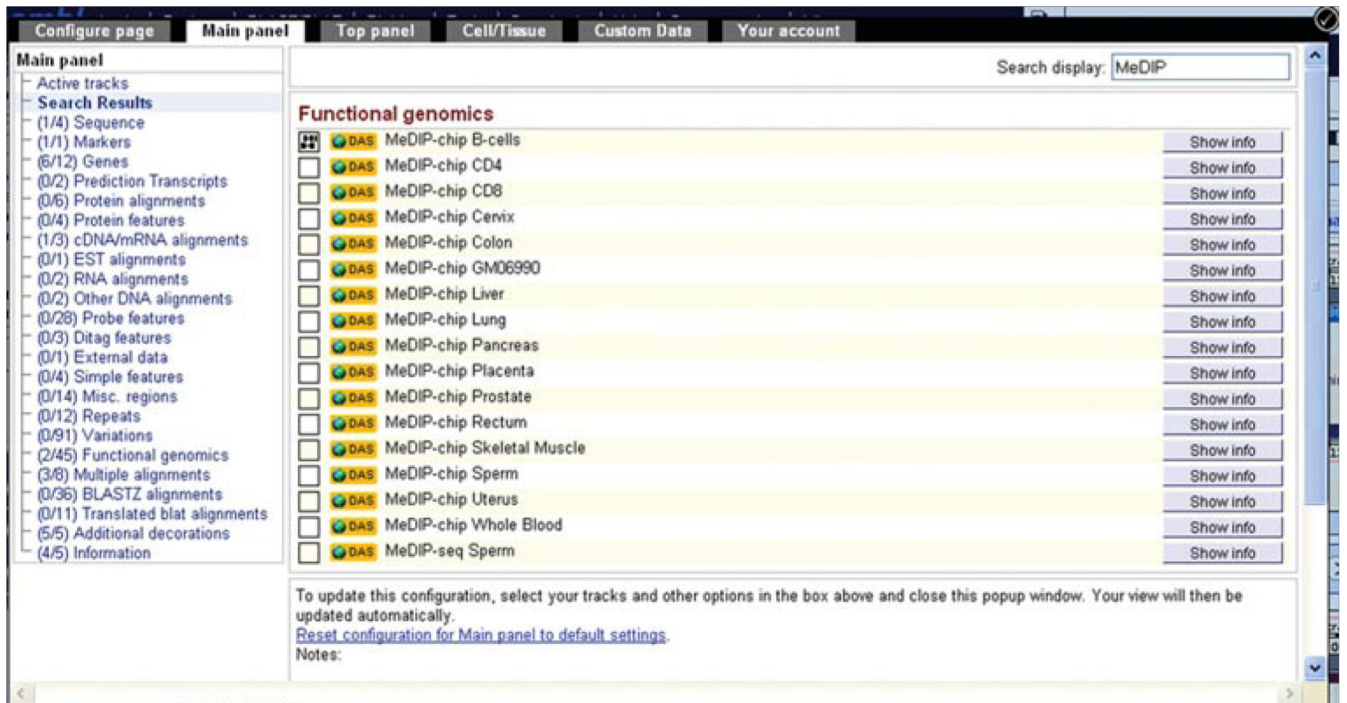 Configure page Main panel Top panel Cell/Tissue Custom Data Your account
Main panel
Active tracks
Search Results
(1/4) Sequence
(1/1) Markers
(6/12) Genes
(0/2) Prediction Transcripts
(0/6) Protein alignments
(0/4) Protein features
(1/3) cDNA/mRNA alignments
(0/1) EST alignments
(0/2) RNA alignments
(0/2) Other DNA alignments
(0/28) Probe features
(0/3) Ditag features
(0/1) External data
(0/4) Simple features
(0/14) Misc. regions
(0/12) Repeats
(0/91) Variations
(2/45) Functional genomics
(3/8) Multiple alignments
(0/36) BLASTZ alignments
(0/11) Translated blat alignments
(5/5) Additional decorations
(4/5) Information
Search display: MeDIP
Functional genomics
DAS MeDIP-chip B-cells Show info
DAS MeDIP-chip CD4 Show info
DAS MeDIP-chip CD8 Show info
DAS MeDIP-chip Cervix Show info
DAS MeDIP-chip Colon Show info
DAS MeDIP-chip GM06990 Show info
DAS MeDIP-chip Liver Show info
DAS MeDIP-chip Lung Show info
DAS MeDIP-chip Pancreas Show info
DAS MeDIP-chip Placenta Show info
DAS MeDIP-chip Prostate Show info
DAS MeDIP-chip Rectum Show info
DAS MeDIP-chip Skeletal Muscle Show info
DAS MeDIP-chip Sperm Show info
DAS MeDIP-chip Uterus Show info
DAS MeDIP-chip Whole Blood Show info
DAS MeDIP-seq Sperm Show info
To update this configuration, select your tracks and other options in the box above and close this popup window. Your view will then be
updated automatically.
Reset configuration for Main panel to default settings.
Notes: